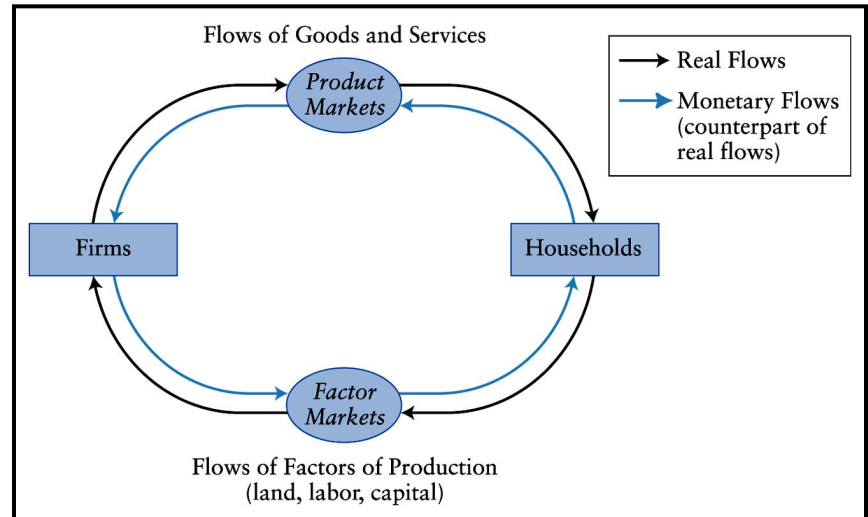 Flows of Goods and Services
Product
Markets
Real Flows
Monetary Flows
(counterpart of
real flows)
Firms
Households
Factor
Markets
Flows of Factors of Production
(land, labor, capital)